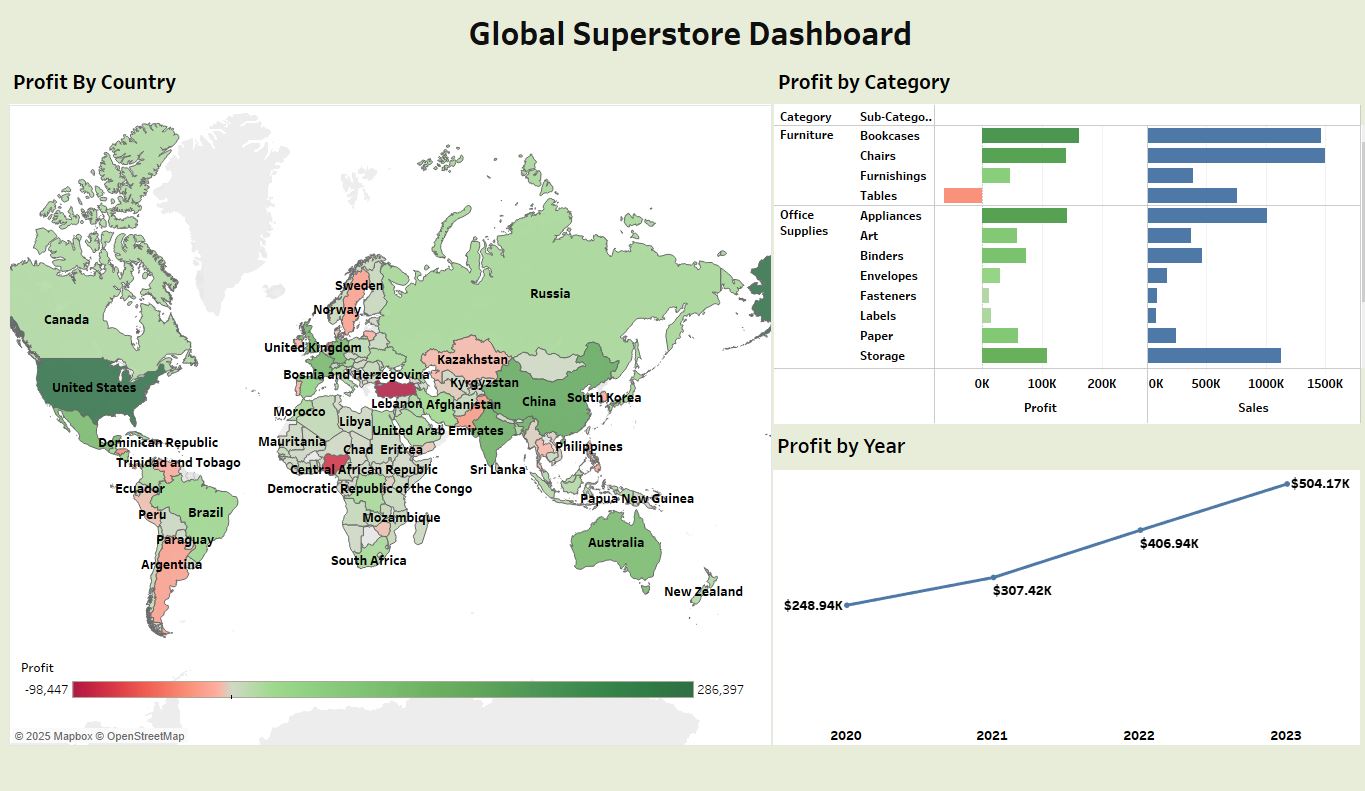 Global Superstore Dashboard
Profit By Country
Canada
United States
Sweden
Norway
Russia
United Kingdom
Kazakhstan
Bosnia and Herzegovina
Kyrgyzstan
Lebanon
Afghanistan
China
South Korea
Morocco
Libya
United Arab Emirates
Mauritania
Chad
Eritrea
Philippines
Dominican Republic
Trinidad and Tobago
Central African Republic
Sri Lanka
Ecuador
Democratic Republic of the Congo
Papua New Guinea
Peru
Brazil
Mozambique
Paraguay
Australia
Argentina
South Africa
New Zealand
Profit
-98,447
286,397
© 2025 Mapbox © OpenStreetMap
Profit by Category
Category
Sub-Catego..
Furniture
Bookcases
Chairs
Furnishings
Tables
Office
Supplies
Appliances
Art
Binders
Envelopes
Fasteners
Labels
Paper
Storage
0K 100K 200K
0K 500K 1000K 1500K
Profit
Sales
Profit by Year
$248.94K
$307.42K
$406.94K
$504.17K
2020 2021 2022 2023